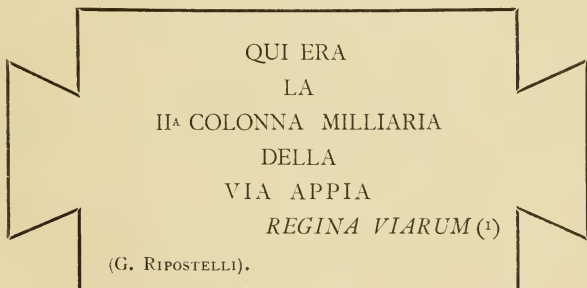 QUI ERA
LA
IIA COLONNA MILLIARIA
DELLA
VIA APPIA
REGINA VIARUM (1)
(G. RIPOSTELLI).